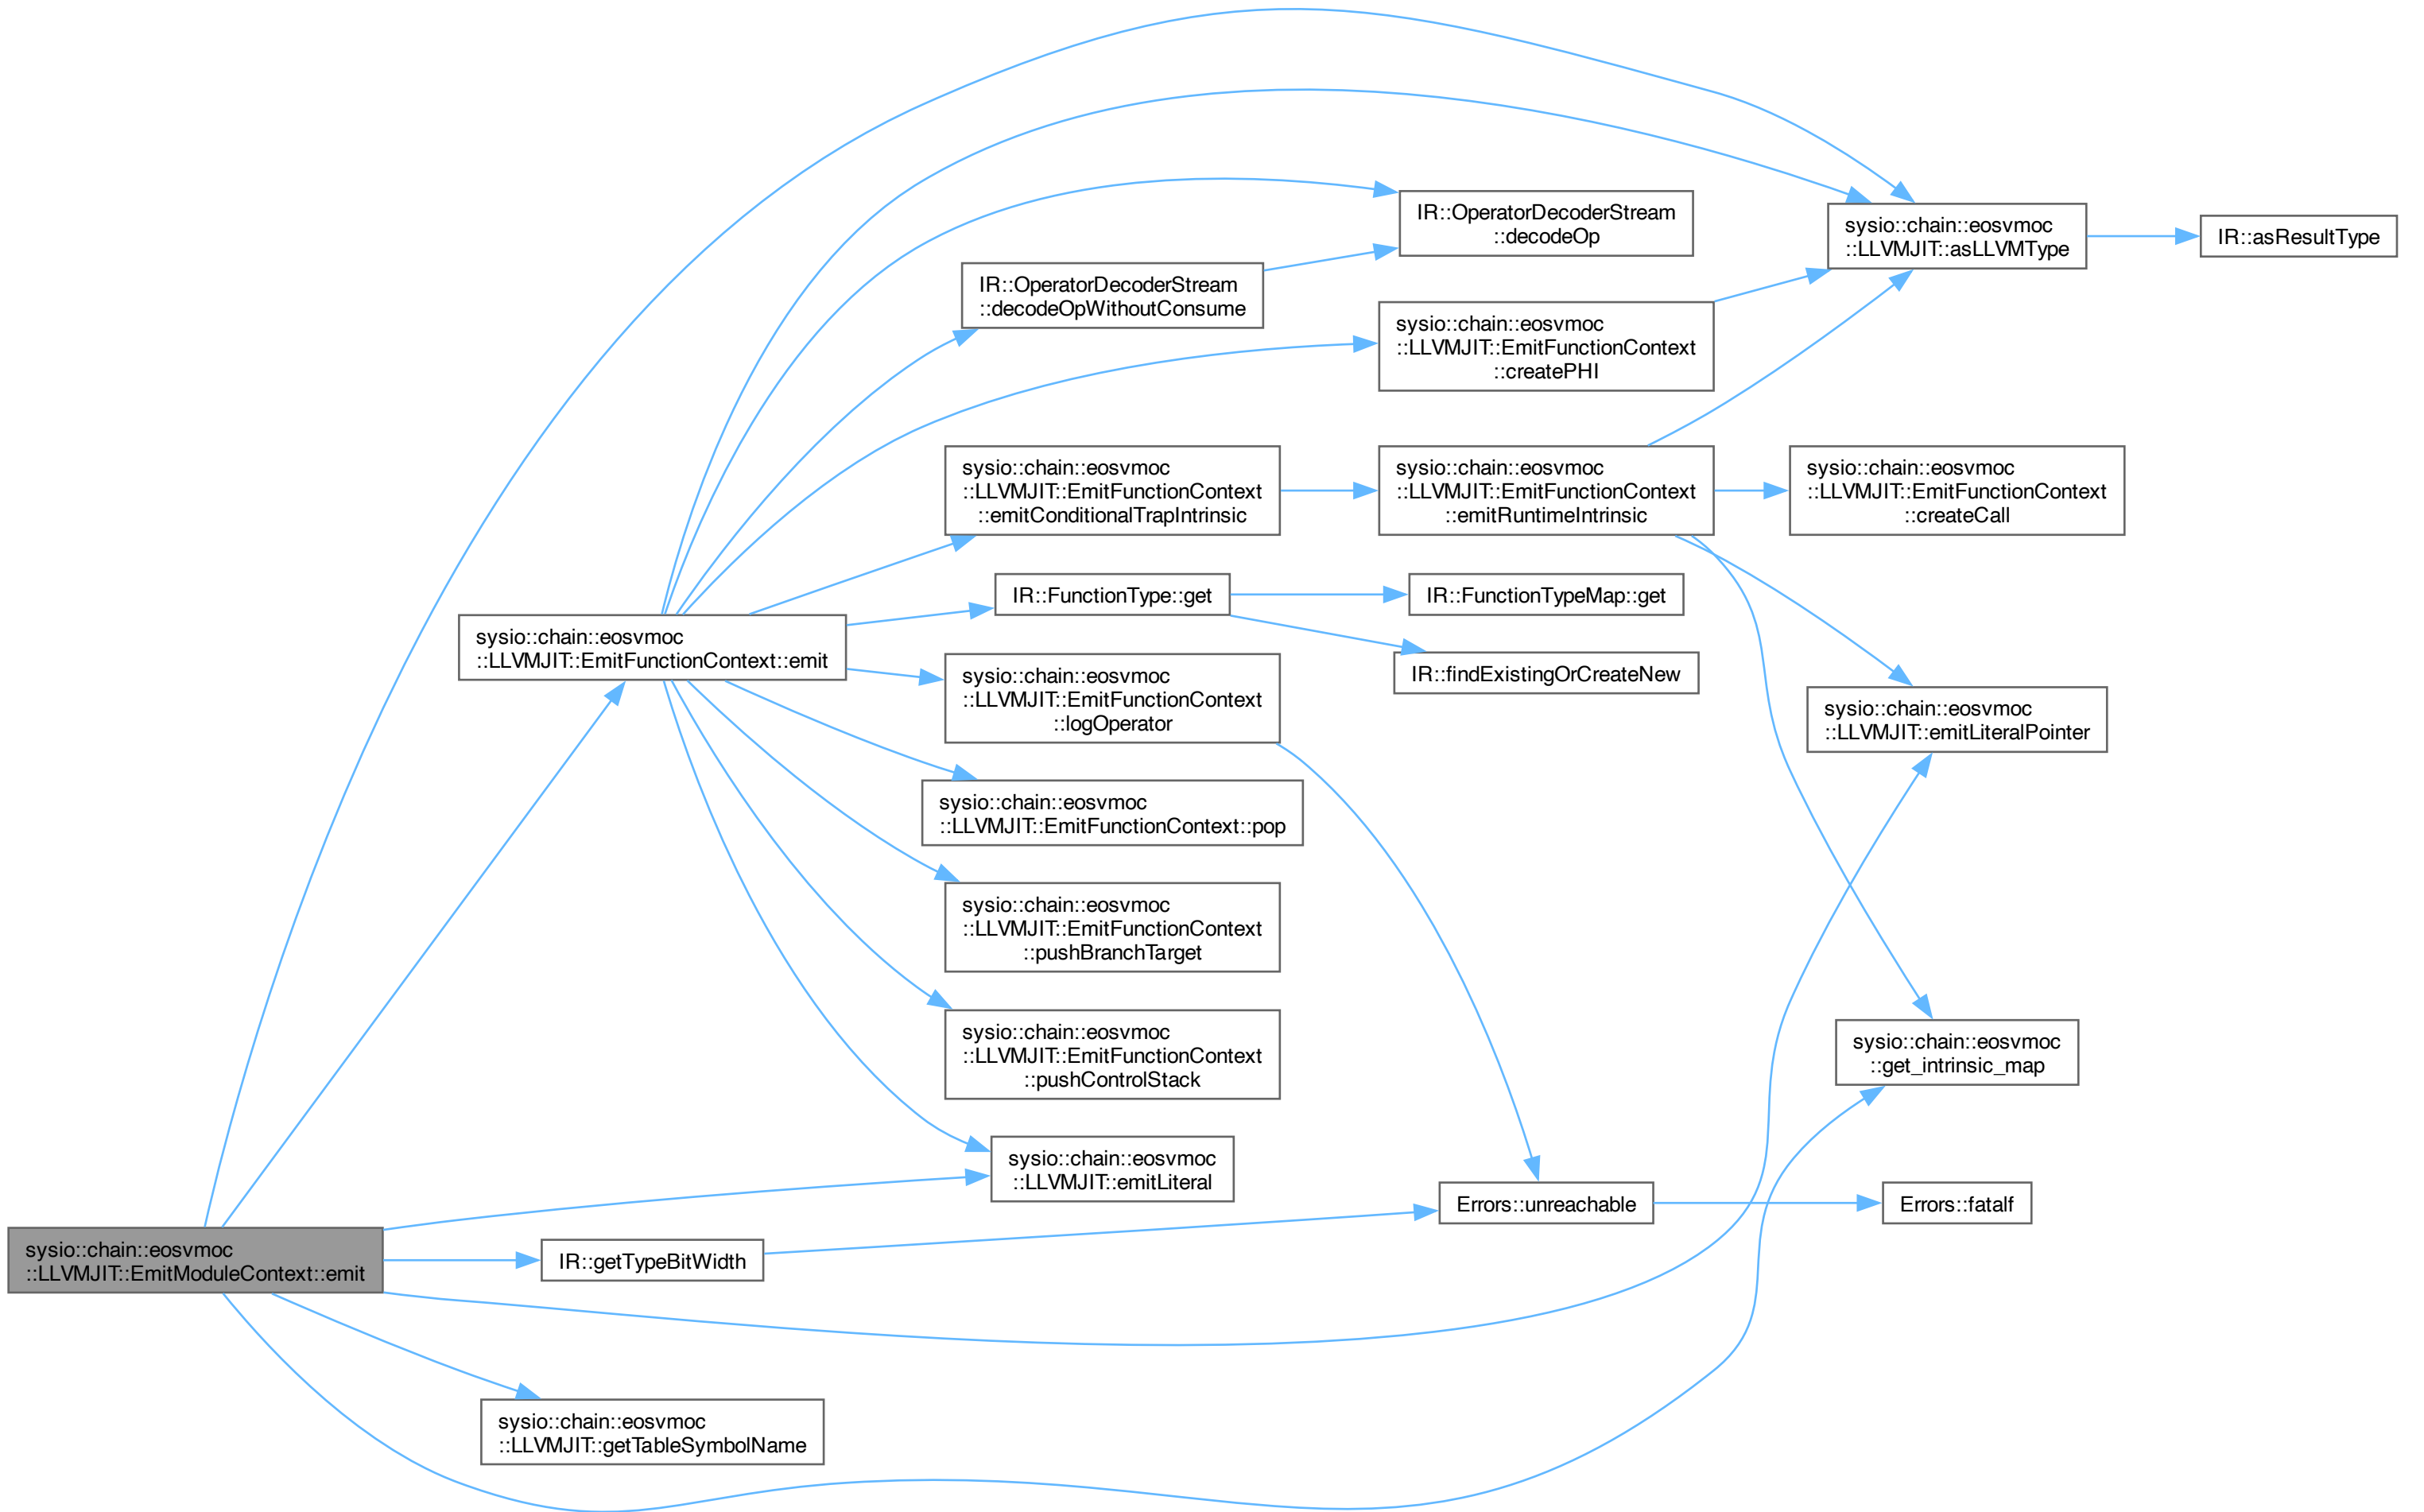 sysio::chain::eosvmoc
::LLVMJIT::EmitModuleContext::emit
sysio::chain::eosvmoc
::LLVMJIT::EmitFunctionContext::emit
IR::OperatorDecoderStream
::decodeOpWithoutConsume
IR::OperatorDecoderStream
::decodeOp
sysio::chain::eosvmoc
::LLVMJIT::asLLVMType
IR::asResultType
sysio::chain::eosvmoc
::LLVMJIT::EmitFunctionContext
::createPHI
sysio::chain::eosvmoc
::LLVMJIT::EmitFunctionContext
::emitConditionalTrapIntrinsic
sysio::chain::eosvmoc
::LLVMJIT::EmitFunctionContext
::emitRuntimeIntrinsic
sysio::chain::eosvmoc
::LLVMJIT::EmitFunctionContext
::createCall
IR::FunctionType::get
IR::FunctionTypeMap::get
IR::findExistingOrCreateNew
sysio::chain::eosvmoc
::LLVMJIT::EmitFunctionContext
::logOperator
sysio::chain::eosvmoc
::LLVMJIT::emitLiteralPointer
sysio::chain::eosvmoc
::LLVMJIT::EmitFunctionContext::pop
sysio::chain::eosvmoc
::LLVMJIT::EmitFunctionContext
::pushBranchTarget
sysio::chain::eosvmoc
::LLVMJIT::EmitFunctionContext
::pushControlStack
sysio::chain::eosvmoc
::get_intrinsic_map
sysio::chain::eosvmoc
::LLVMJIT::emitLiteral
Errors::unreachable
Errors::fatalf
IR::getTypeBitWidth
sysio::chain::eosvmoc
::LLVMJIT::getTableSymbolName